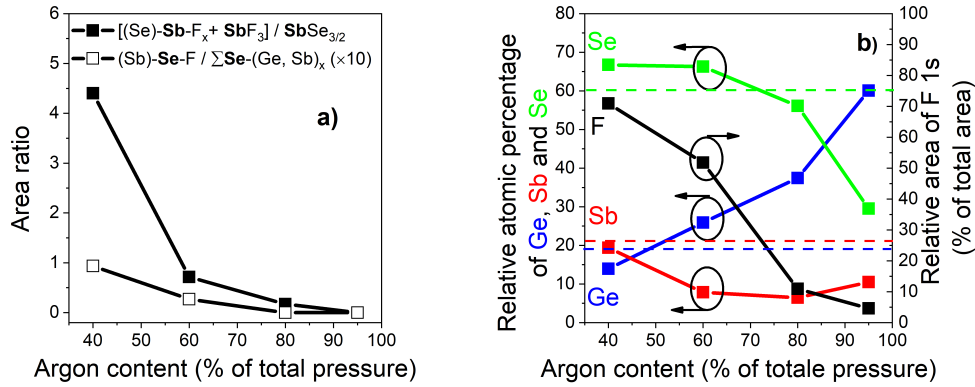 [(Se)-Sb-Fx+ SbF3] / SbSe3/2
(Sb)-Se-F / ∑Se-(Ge, Sb)x (×10)
a)
Area ratio
6
5
4
3
2
1
0
40 50 60 70 80 90 100
Argon content (% of total pressure)
b)
Relative atomic percentage
of Ge, Sb and Se
80
70
60
50
40
30
20
10
0
Se
F
Sb
Ge
100
90
80
70
60
50
40
30
20
10
0
Relative area of F 1s
(% of total area)
40 50 60 70 80 90 100
Argon content (% of totale pressure)